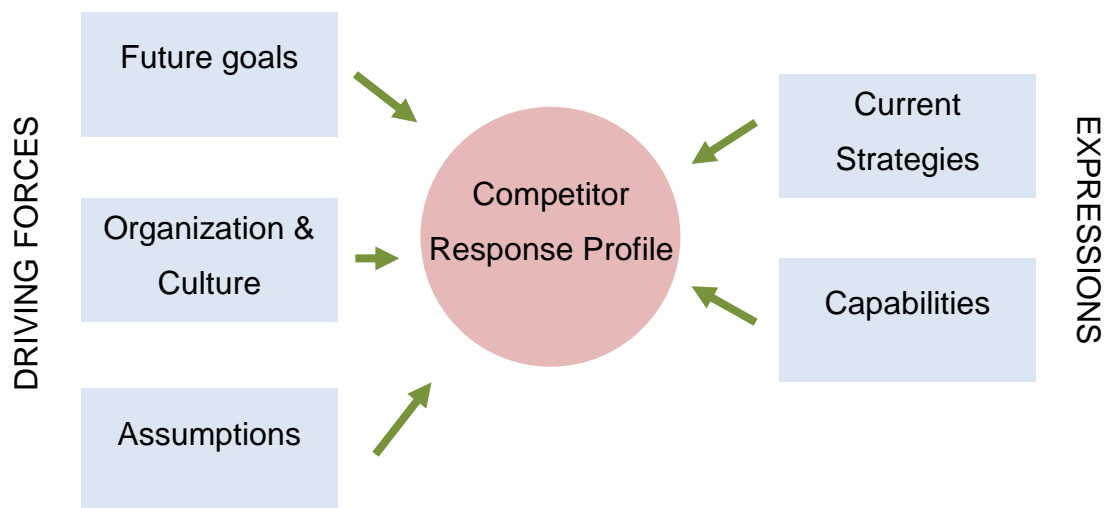 DRIVING FORCES
Future goals
Organization &
Culture
Assumptions
Competitor
Response Profile
Current
Strategies
Capabilities
EXPRESSIONS